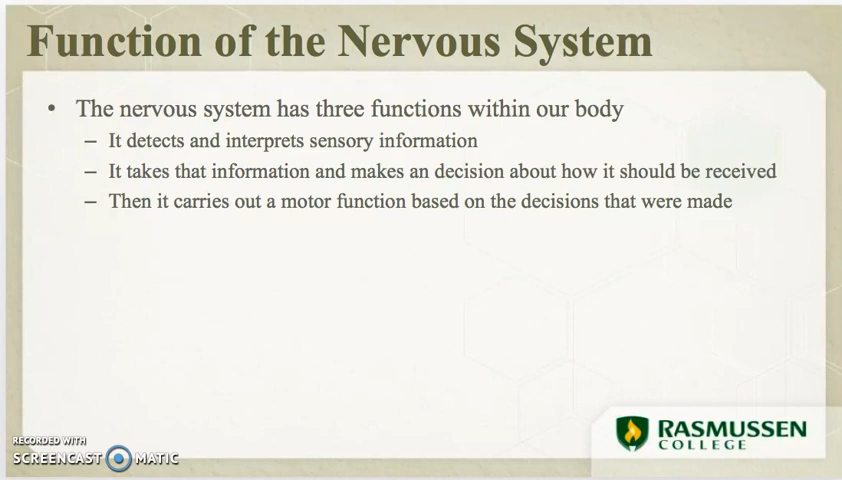 Function of the Nervous System
• The nervous system has three functions within our body
– It detects and interprets sensory information
– It takes that information and makes an decision about how it should be received
– Then it carries out a motor function based on the decisions that were made
RECORDED WITH
SCREENCAST MATIC
RASMUSSEN
COLLEGE